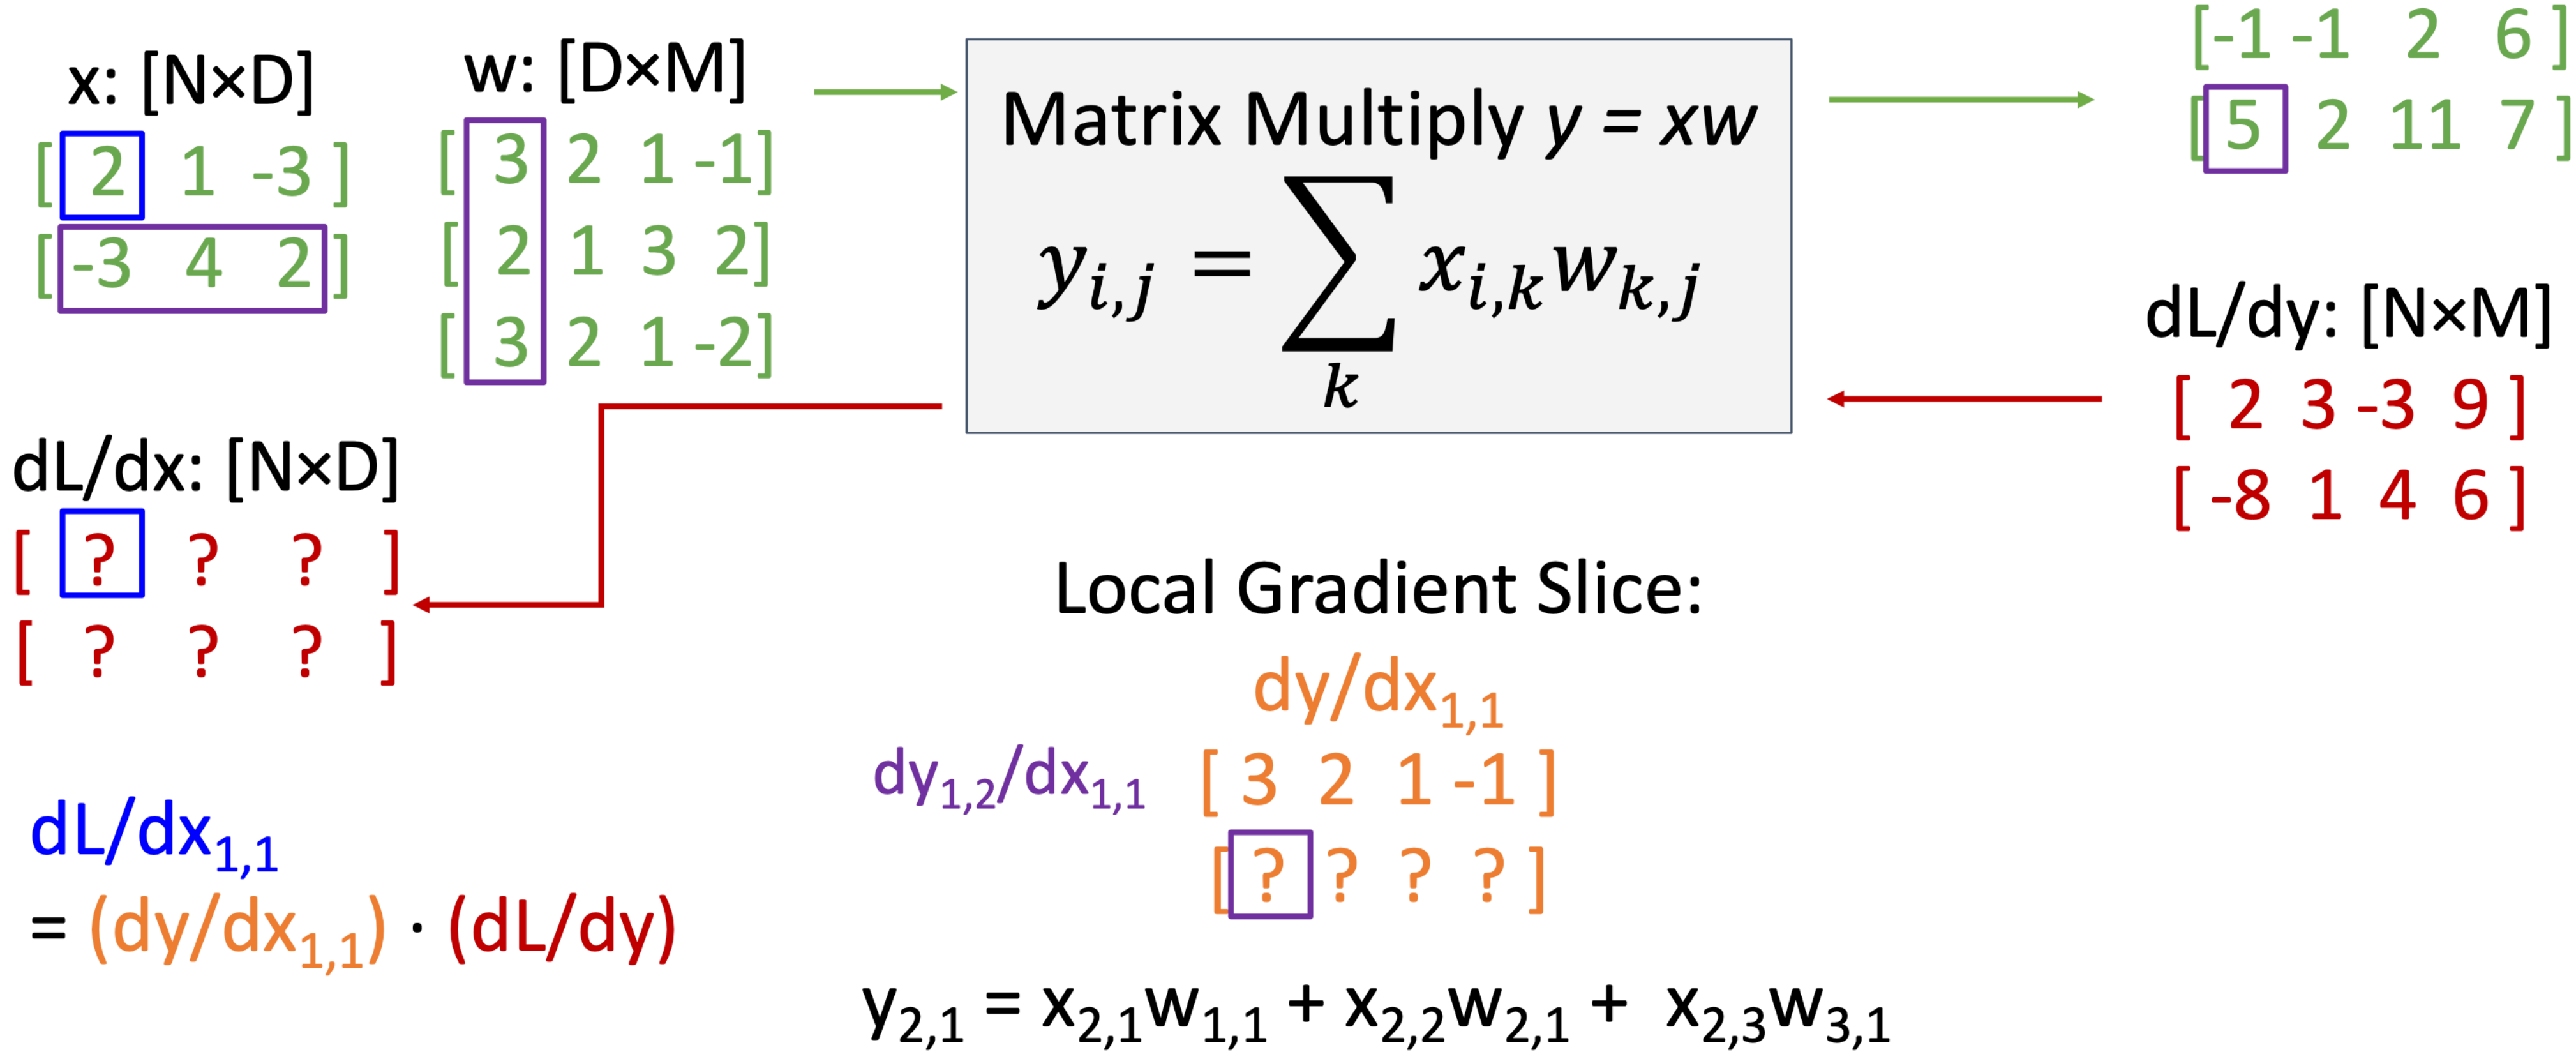 x: [N×D]
[ 2 1 -3 ]
[ -3 4 2 ]
w: [D×M]
[ 3 2 1 -1]
[ 2 1 3 2]
[ 3 2 1 -2]
Matrix Multiply y = xw
y_{i,j} = ∑_k x_{i,k}w_{k,j}
[-1 -1 2 6 ]
[ 5 2 11 7 ]
dL/dy: [N×M]
[ 2 3 -3 9 ]
[ -8 1 4 6 ]
dL/dx: [N×D]
[ ? ? ? ]
[ ? ? ? ]
dL/dx_{1,1}
= (dy/dx_{1,1}) · (dL/dy)
Local Gradient Slice:
dy/dx_{1,1}
dy_{1,2}/dx_{1,1} [ 3 2 1 -1 ]
[ ? ? ? ? ]
y_{2,1} = x_{2,1}w_{1,1} + x_{2,2}w_{2,1} + x_{2,3}w_{3,1}